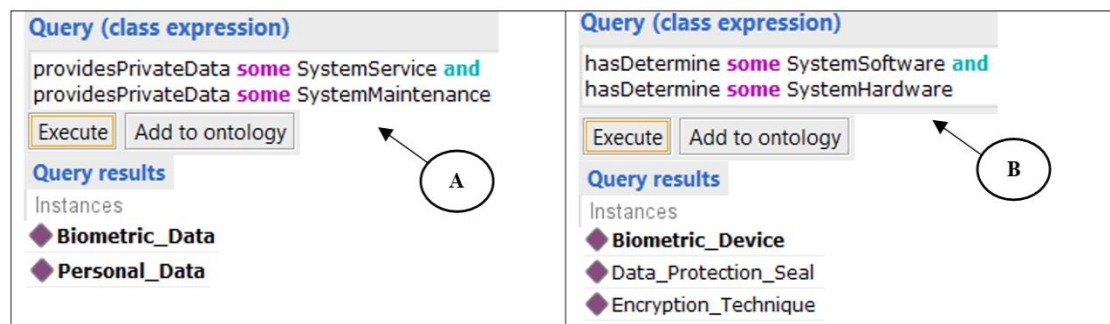 Query (class expression)
providesPrivateData some SystemService and
providesPrivateData some SystemMaintenance
Execute
Add to ontology
A
Query results
Instances
Biometric_Data
Personal_Data
Query (class expression)
hasDetermine some SystemSoftware and
hasDetermine some SystemHardware
Execute
Add to ontology
B
Query results
Instances
Biometric_Device
Data_Protection_Seal
Encryption_Technique